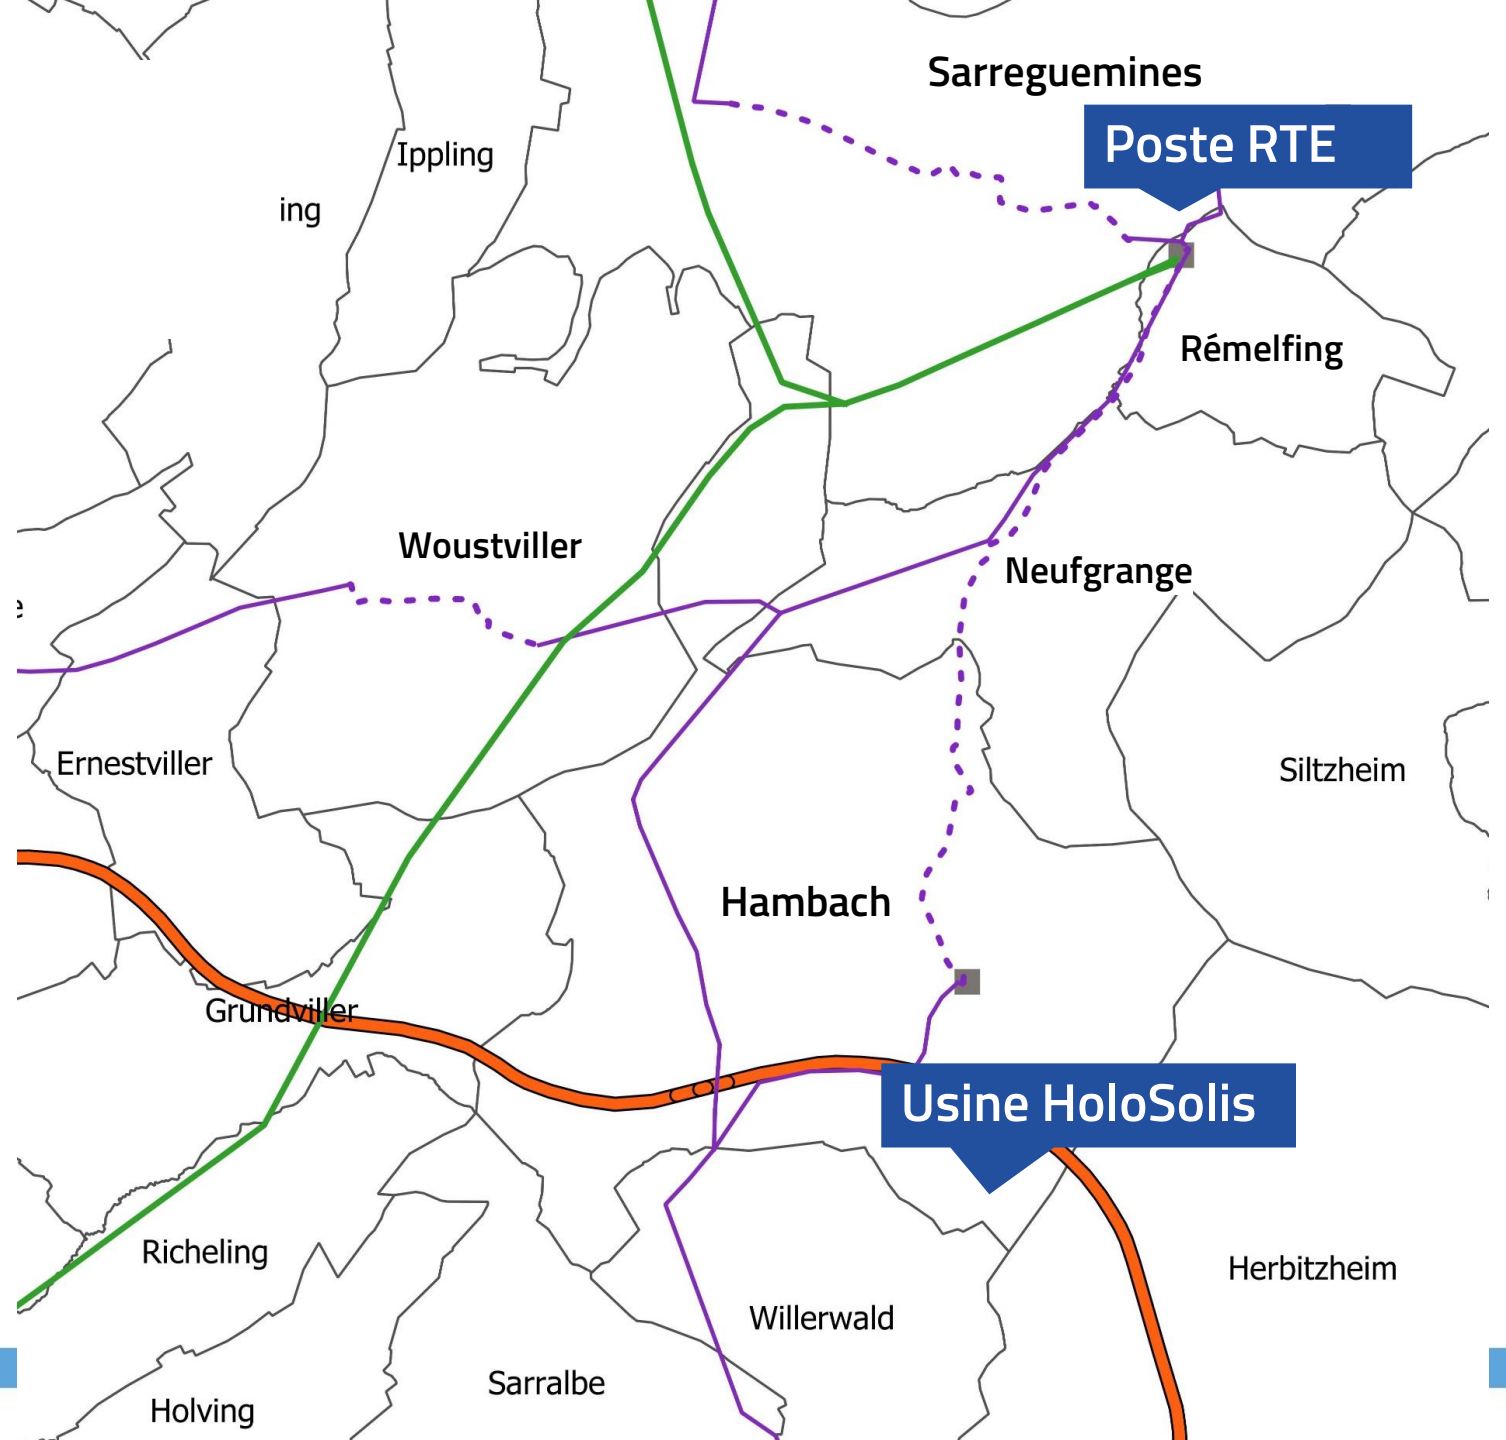 Sarreguemines
Poste RTE
Ippling
ing
Rémelfing
Woustviller
Neufgrange
e
Ernestviller
Siltzheim
Hambach
Grundviller
Usine HoloSolis
Richeling
Herbitzheim
Willerwald
Sarralbe
Holving